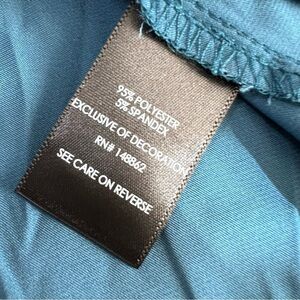 95% POLYESTER
5% SPANDEX
EXCLUSIVE OF DECORATION
RN# 148862
SEE CARE ON REVERSE